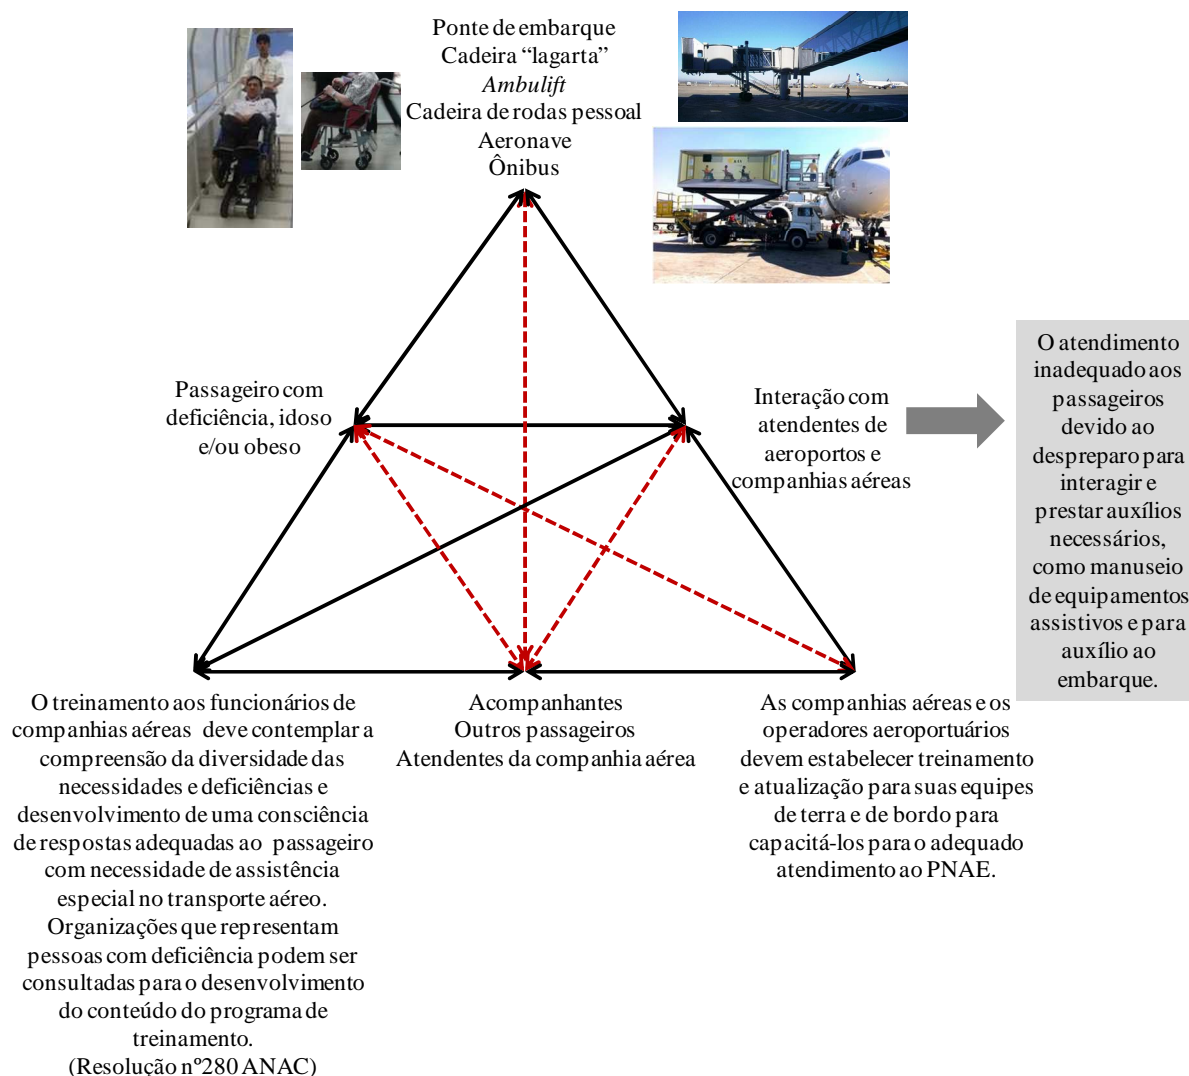 Ponte de embarque
Cadeira “lagarta”
Ambulift
Cadeira de rodas pessoal
Aeronave
Ônibus
Passageiro com
deficiência, idoso
e/ou obeso
Interação com
atendentes de
aeroportos e
companhias aéreas
O atendimento
inadequado aos
passageiros
devido ao
despreparo para
interagir e
prestar auxílios
necessários,
como manuseio
de equipamentos
assistivos e para
auxílio ao
embarque.
O treinamento aos funcionários de
companhias aéreas deve contemplar a
compreensão da diversidade das
necessidades e deficiências e
desenvolvimento de uma consciência
de respostas adequadas ao passageiro
com necessidade de assistência
especial no transporte aéreo.
Organizações que representam
pessoas com deficiência podem ser
consultadas para o desenvolvimento
do conteúdo do programa de
treinamento.
(Resolução nº280 ANAC)
Acompanhantes
Outros passageiros
Atendentes da companhia aérea
As companhias aéreas e os
operadores aeroportuários
devem estabelecer treinamento
e atualização para suas equipes
de terra e de bordo para
capacitá-los para o adequado
atendimento ao PNAE.